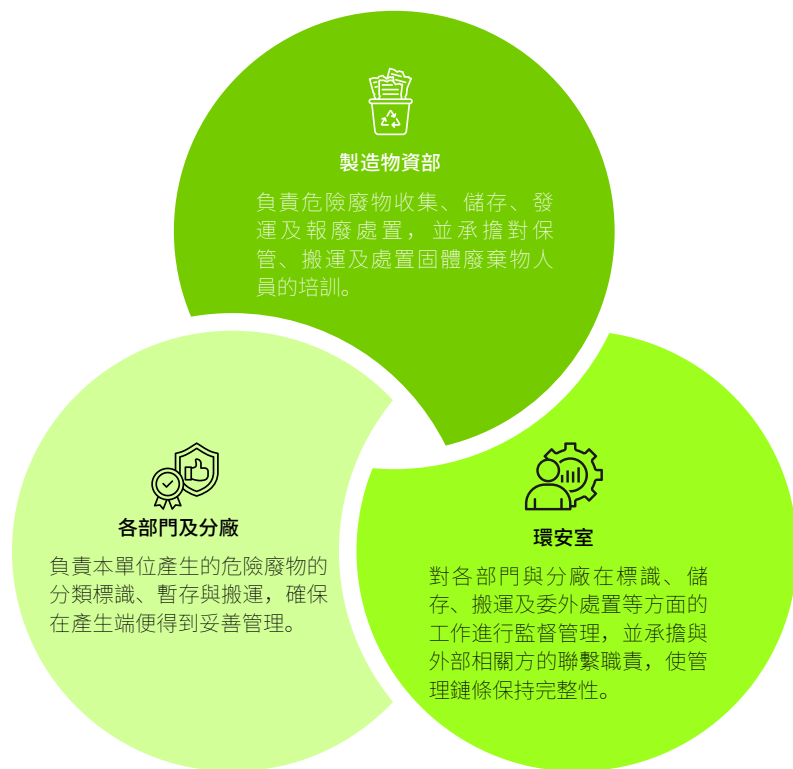 製造物資部
負責危險廢物收集、儲存、發
運及報廢處置，並承擔對保
管、搬運及處置固體廢棄物人
員的培訓。
各部門及分廠
負責本單位產生的危險廢物的
分類標識、暫存與搬運，確保
在產生端便得到妥善管理。
環安室
對各部門與分廠在標識、儲
存、搬運及委外處置等方面的
工作進行監督管理，並承擔與
外部相關方的聯繫職責，使管
理鏈條保持完整性。